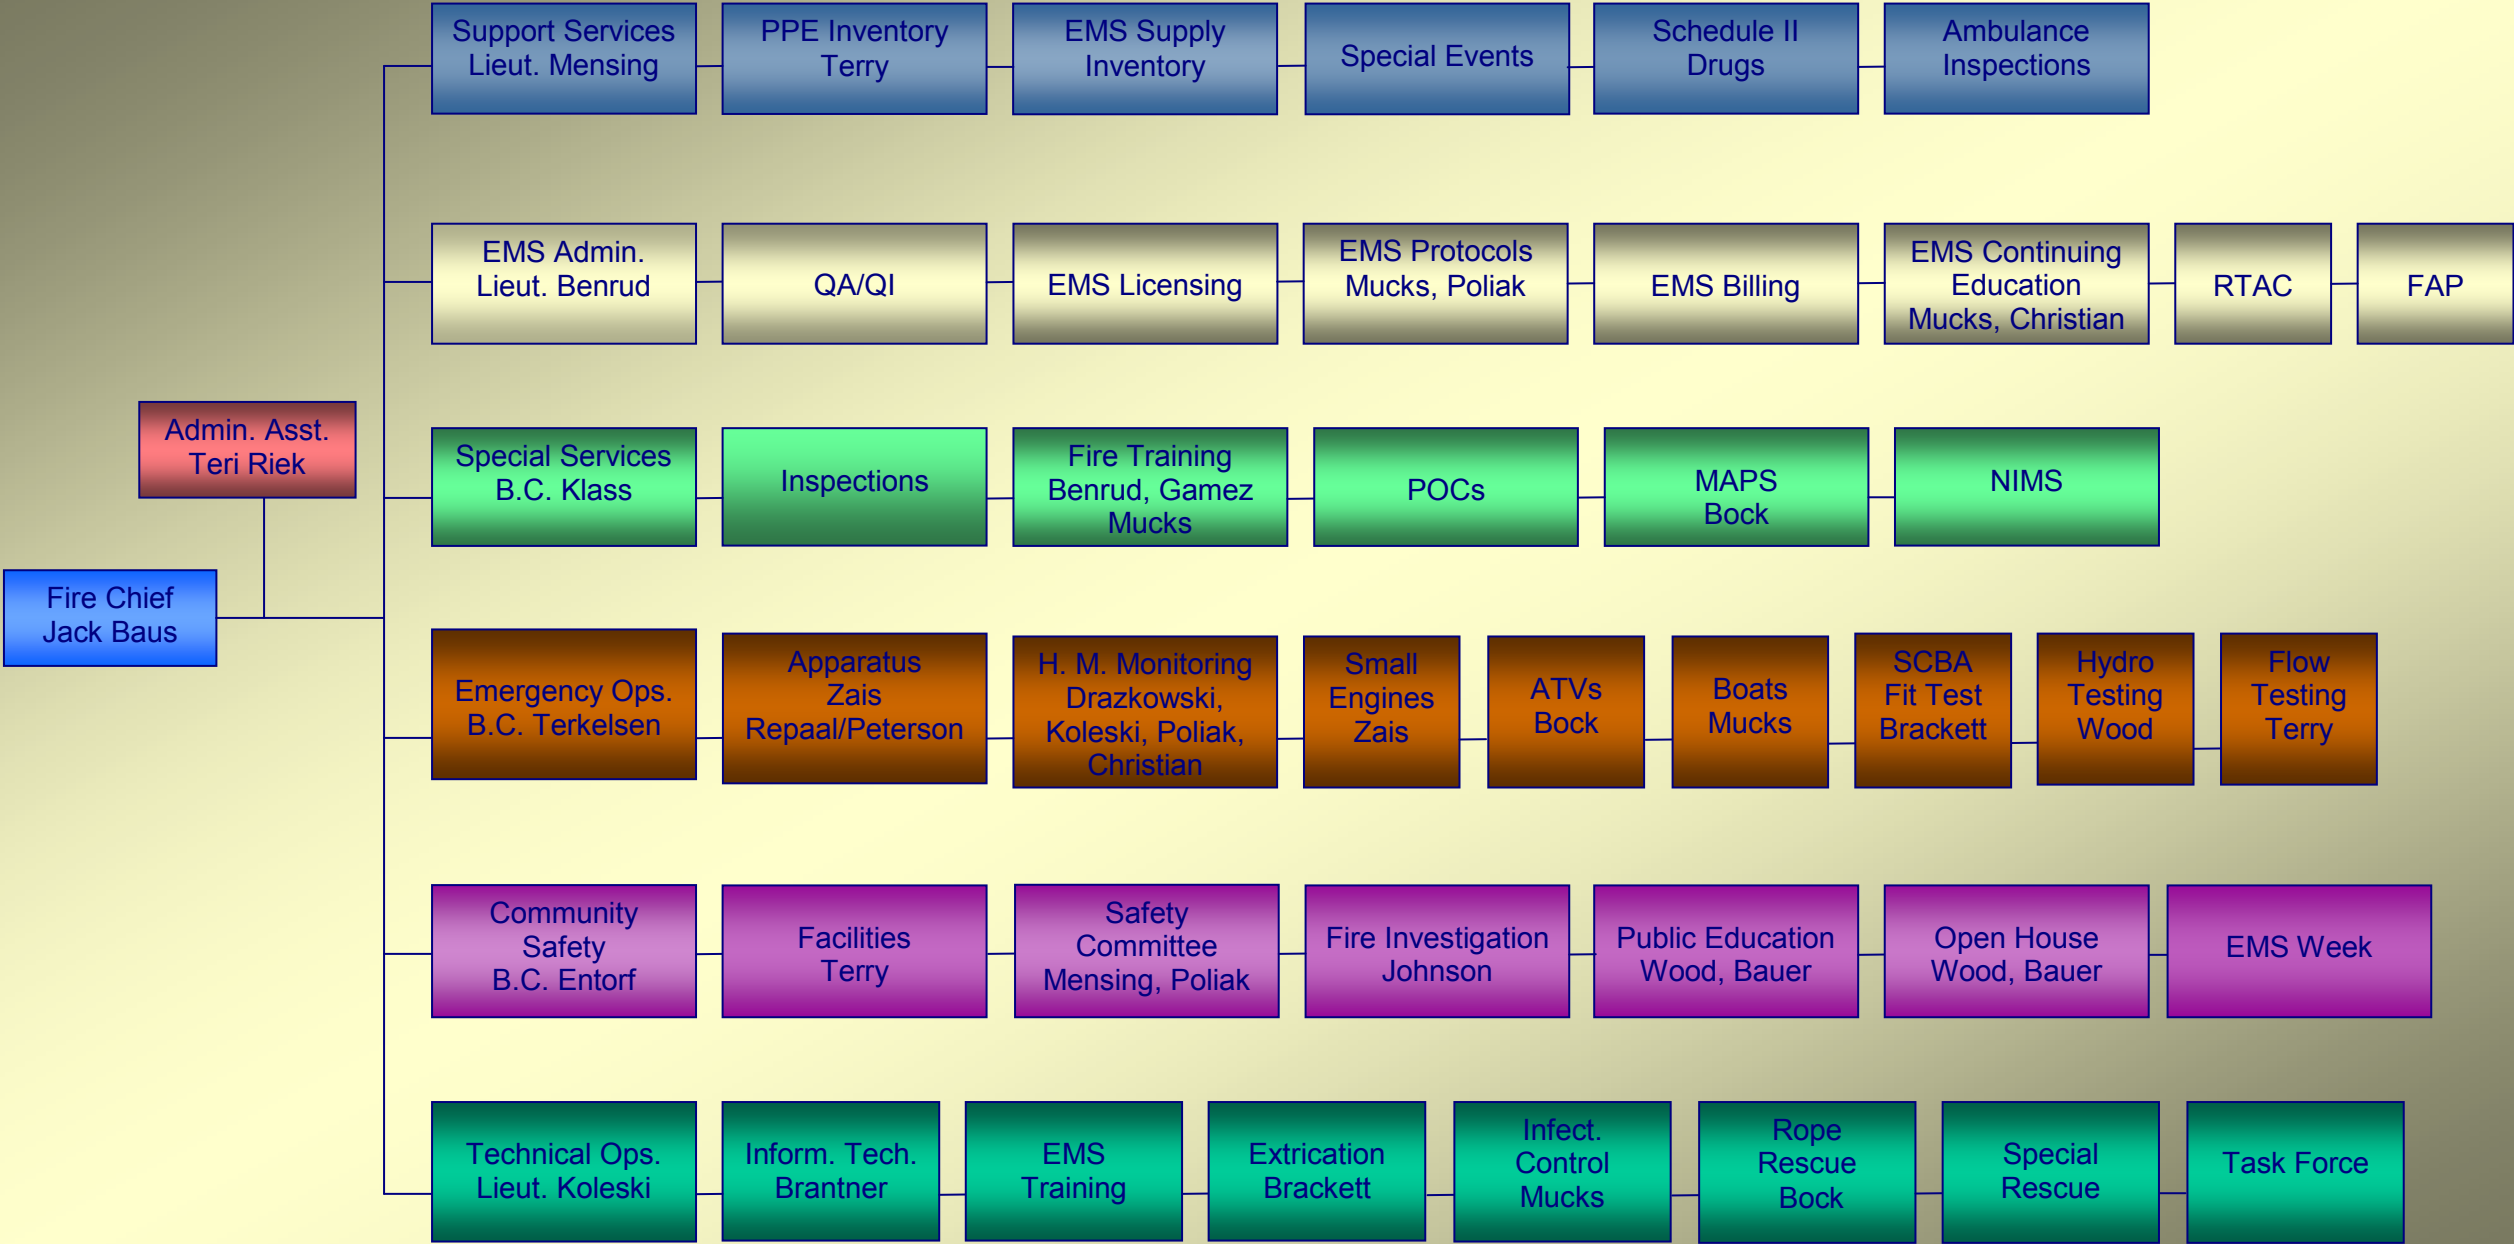 Support Services
Lieut. Mensing
PPE Inventory
Terry
EMS Supply
Inventory
Special Events
Schedule II
Drugs
Ambulance
Inspections
EMS Admin.
Lieut. Benrud
QA/QI
EMS Licensing
EMS Protocols
Mucks, Poliak
EMS Billing
EMS Continuing
Education
Mucks, Christian
RTAC
FAP
Admin. Asst.
Teri Riek
Special Services
B.C. Klass
Inspections
Fire Training
Benrud, Gamez
Mucks
POCs
MAPS
Bock
NIMS
Fire Chief
Jack Baus
Emergency Ops.
B.C. Terkelsen
Apparatus
Zais
Repaal/Peterson
H. M. Monitoring
Drazkowski,
Koleski, Poliak,
Christian
Small
Engines
Zais
ATVs
Bock
Boats
Mucks
SCBA
Fit Test
Brackett
Hydro
Testing
Wood
Flow
Testing
Terry
Community
Safety
B.C. Entorf
Facilities
Terry
Safety
Committee
Mensing, Poliak
Fire Investigation
Johnson
Public Education
Wood, Bauer
Open House
Wood, Bauer
EMS Week
Technical Ops.
Lieut. Koleski
Inform. Tech.
Brantner
EMS
Training
Extrication
Brackett
Infect.
Control
Mucks
Rope
Rescue
Bock
Special
Rescue
Task Force